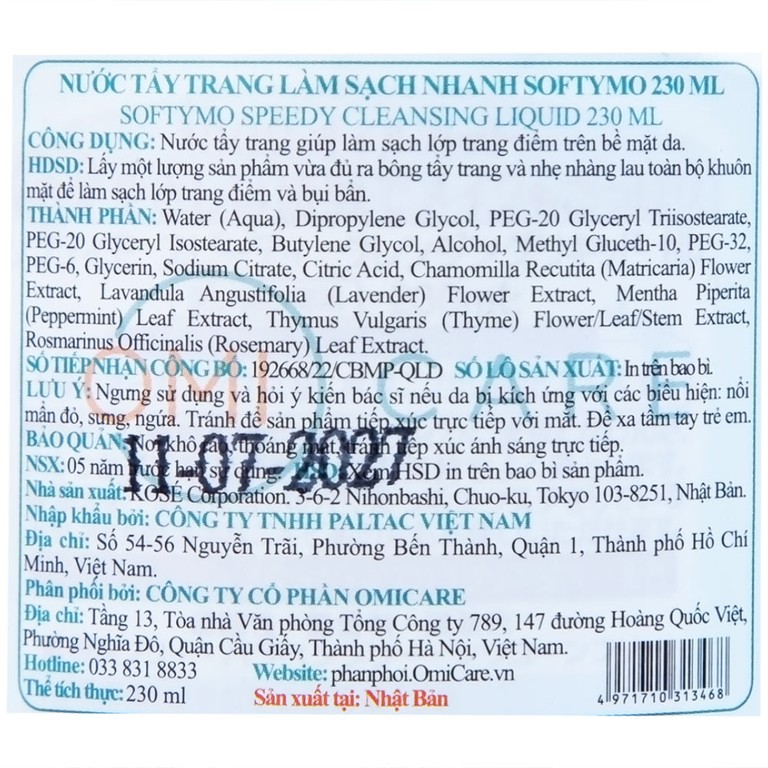 NƯỚC TẨY TRANG LÀM SẠCH NHANH SOFTYMO 230 ML
SOFTYMO SPEEDY CLEANSING LIQUID 230 ML
CÔNG DỤNG: Nước tẩy trang giúp làm sạch lớp trang điểm trên bề mặt da.
HDSD: Lấy một lượng sản phẩm vừa đủ ra bông tẩy trang và nhẹ nhàng lau toàn bộ khuôn
mặt để làm sạch lớp trang điểm và bụi bẩn.
THÀNH PHẦN: Water (Aqua), Dipropylene Glycol, PEG-20 Glyceryl Triisostearate,
PEG-20 Glyceryl Isostearate, Butylene Glycol, Alcohol, Methyl Gluceth-10, PEG-32,
PEG-6, Glycerin, Sodium Citrate, Citric Acid, Chamomilla Recutita (Matricaria) Flower
Extract, Lavandula Angustifolia (Lavender) Flower Extract, Mentha Piperita
(Peppermint) Leaf Extract, Thymus Vulgaris (Thyme) Flower/Leaf/Stem Extract,
Rosmarinus Officinalis (Rosemary) Leaf Extract.
OMI CARE
SỐ TIẾP NHẬN CÔNG BỐ: 192668/22/CBMP-QLD SỐ LÔ SẢN XUẤT: In trên bao bì.
LƯU Ý: Ngưng sử dụng và hỏi ý kiến bác sĩ nếu da bị kích ứng với các biểu hiện: nổi
mẩn đỏ, sưng, ngứa. Tránh để sản phẩm tiếp xúc trực tiếp với mắt. Để xa tầm tay trẻ em.
BẢO QUẢN: Nơi khô ráo, thoáng mát, tránh tiếp xúc ánh sáng trực tiếp.
11-07-2027
NSX: 05 năm trước hạn sử dụng. HSD: Xem HSD in trên bao bì sản phẩm.
Nhà sản xuất: KOSÉ Corporation. 3-6-2 Nihonbashi, Chuo-ku, Tokyo 103-8251, Nhật Bản.
Nhập khẩu bởi: CÔNG TY TNHH PALTAC VIỆT NAM
Địa chỉ: Số 54-56 Nguyễn Trãi, Phường Bến Thành, Quận 1, Thành phố Hồ Chí
Minh, Việt Nam.
Phân phối bởi: CÔNG TY CỔ PHẦN OMICARE
Địa chỉ: Tầng 13, Tòa nhà Văn phòng Tổng Công ty 789, 147 đường Hoàng Quốc Việt,
Phường Nghĩa Đô, Quận Cầu Giấy, Thành phố Hà Nội, Việt Nam.
Hotline: 033 831 8833 Website: phanphoi.OmiCare.vn
Thể tích thực: 230 ml Sản xuất tại: Nhật Bản
4 971710 313468